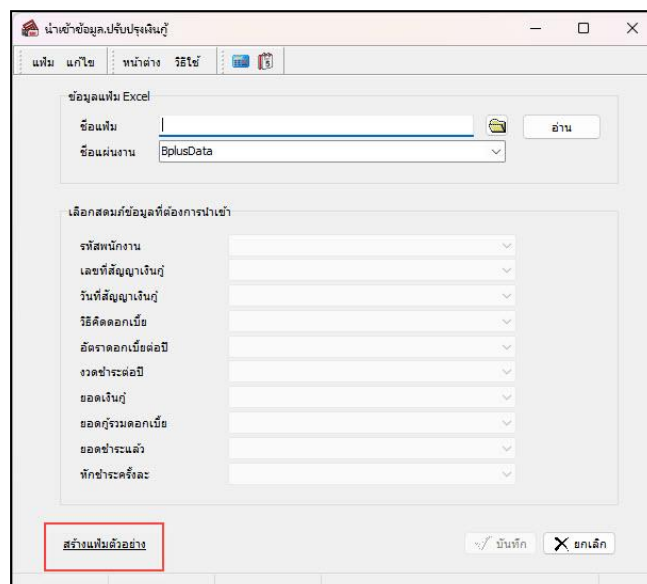 นำเข้าข้อมูล.ปรับปรุงเงินกู้
แฟ้ม แก้ไข หน้าต่าง วิธีใช้
ข้อมูลแฟ้ม Excel
ชื่อแฟ้ม อ่าน
ชื่อแผ่นงาน BplusData
เลือกสดมภ์ข้อมูลที่ต้องการนำเข้า
รหัสพนักงาน
เลขที่สัญญาเงินกู้
วันที่สัญญาเงินกู้
วิธีคิดดอกเบี้ย
อัตราดอกเบี้ยต่อปี
งวดชำระต่อปี
ยอดเงินกู้
ยอดกู้รวมดอกเบี้ย
ยอดชำระแล้ว
หักชำระครั้งละ
สร้างแฟ้มตัวอย่าง บันทึก ยกเลิก